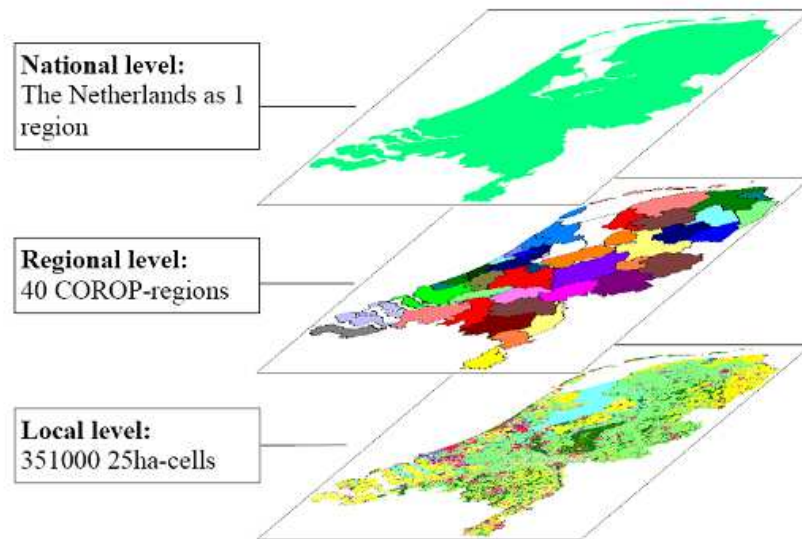 National level:
The Netherlands as 1
region
Regional level:
40 COROP-regions
Local level:
351000 25ha-cells